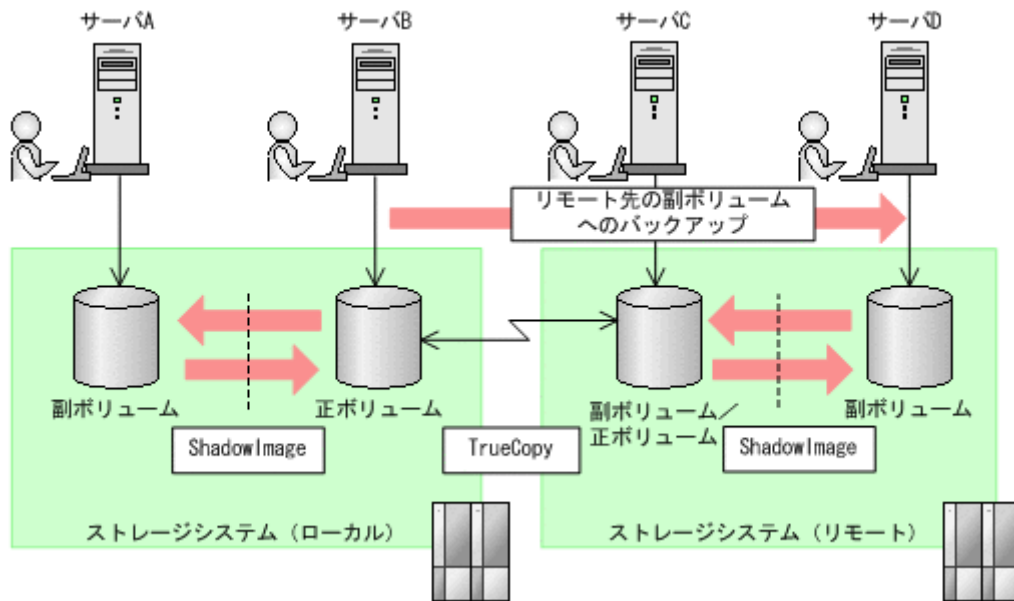 サーバA
サーバB
サーバC
サーバD
リモート先の副ボリューム
へのバックアップ
副ボリューム
正ボリューム
副ボリューム/
正ボリューム
副ボリューム
ShadowImage
TrueCopy
ShadowImage
ストレージシステム(ローカル)
ストレージシステム(リモート)